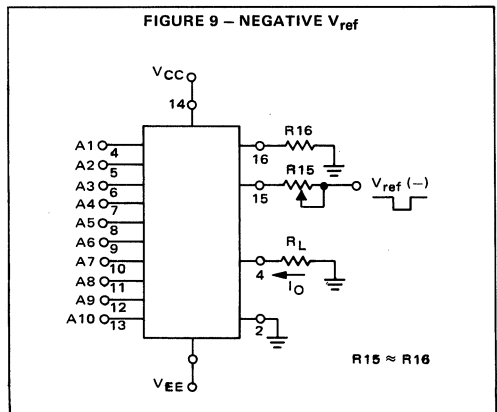 FIGURE 9 – NEGATIVE Vref
VCC
14
A1
4
A2
5
A3
6
A4
7
A5
8
A6
9
A7
10
A8
11
A9
12
A10
13
R16
16
R15
15
Vref (–)
RL
4
IO
2
VEE
R15 ≈ R16